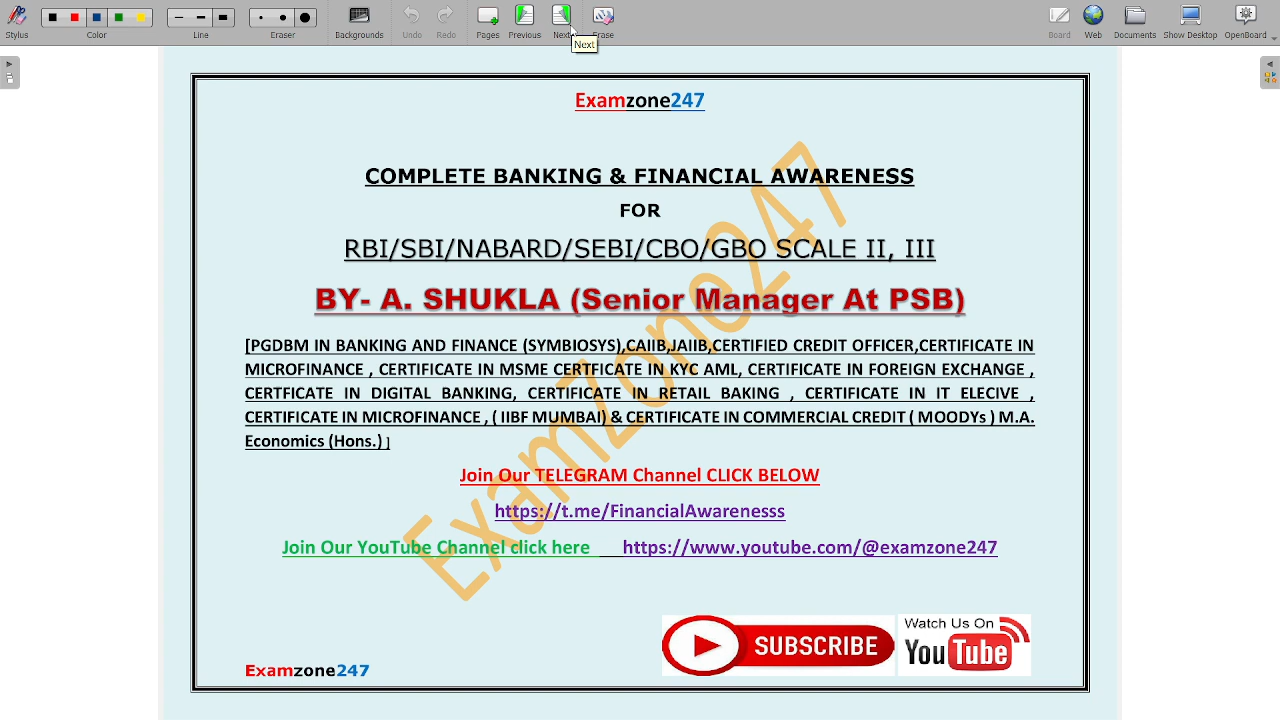 Stylus
Color
Line
Eraser
Backgrounds
Undo
Redo
Pages
Previous
Next
Erase
Board
Web
Documents
Show Desktop
OpenBoard
Next
Examzone247
COMPLETE BANKING & FINANCIAL AWARENESS
FOR
RBI/SBI/NABARD/SEBI/CBO/GBO SCALE II, III
BY- A. SHUKLA (Senior Manager At PSB)
[PGDBM IN BANKING AND FINANCE (SYMBIOSYS),CAIIB,JAIIB,CERTIFIED CREDIT OFFICER,CERTIFICATE IN
MICROFINANCE , CERTIFICATE IN MSME CERTFICATE IN KYC AML, CERTIFICATE IN FOREIGN EXCHANGE ,
CERTFICATE IN DIGITAL BANKING, CERTIFICATE IN RETAIL BAKING , CERTIFICATE IN IT ELECIVE ,
CERTIFICATE IN MICROFINANCE , ( IIBF MUMBAI) & CERTIFICATE IN COMMERCIAL CREDIT ( MOODYs ) M.A.
Economics (Hons.) ]
Join Our TELEGRAM Channel CLICK BELOW
https://t.me/FinancialAwarenesss
Join Our YouTube Channel click here https://www.youtube.com/@examzone247
ExamZone247
SUBSCRIBE
Watch Us On
YouTube
Examzone247